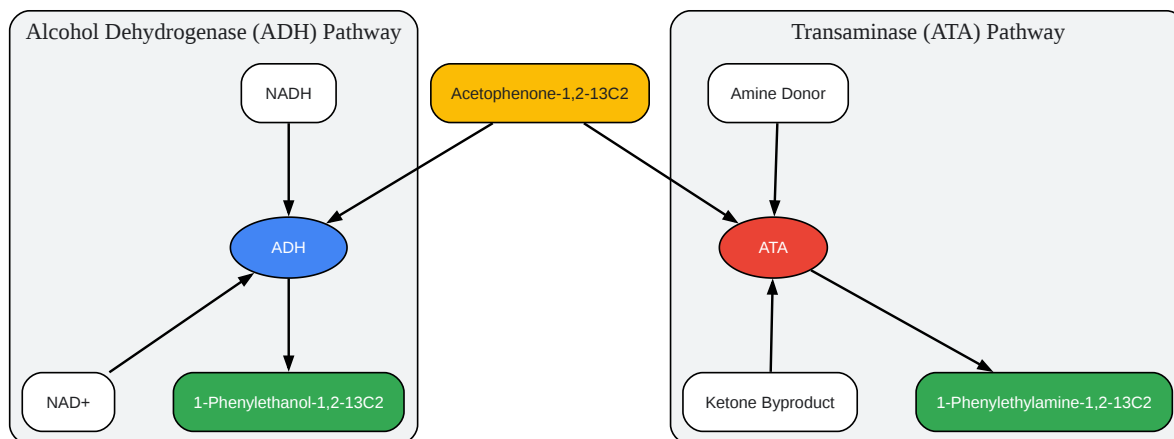 Alcohol Dehydrogenase (ADH) Pathway
Transaminase (ATA) Pathway
NADH
Acetophenone-1,2-13C2
Amine Donor
ADH
ATA
NAD+
1-Phenylethanol-1,2-13C2
Ketone Byproduct
1-Phenylethylamine-1,2-13C2